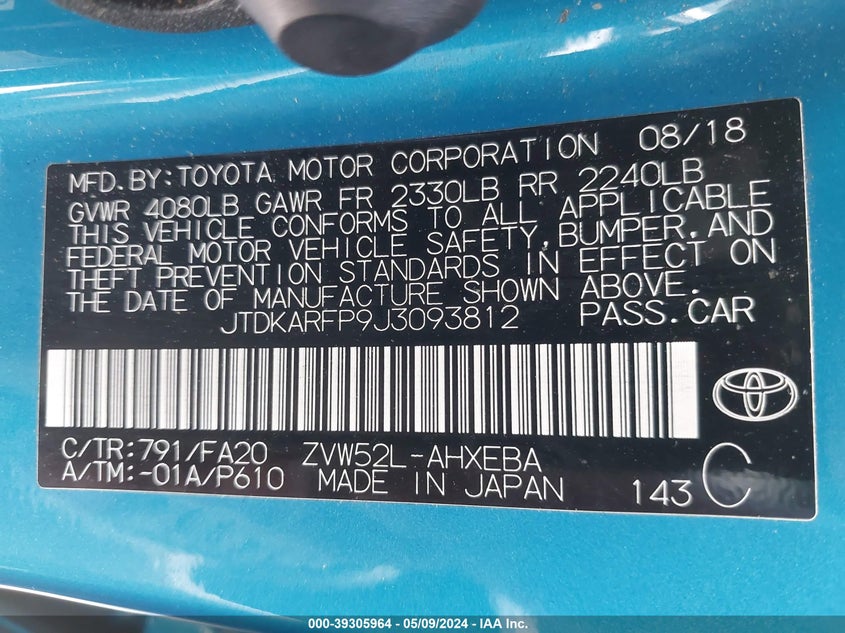 MFD. BY: TOYOTA MOTOR CORPORATION 08/18
GVWR 4080LB GAWR FR 2330LB RR 2240LB
THIS VEHICLE CONFORMS TO ALL APPLICABLE
FEDERAL MOTOR VEHICLE SAFETY, BUMPER, AND
THEFT PREVENTION STANDARDS IN EFFECT ON
THE DATE OF MANUFACTURE SHOWN ABOVE.
JTDKARFP9J3093812 PASS. CAR
C/TR: 791/FA20 ZVW52L-AHXEBA
A/TM: -01A/P610 MADE IN JAPAN 143 C
000-39305964 - 05/09/2024 - IAA Inc.